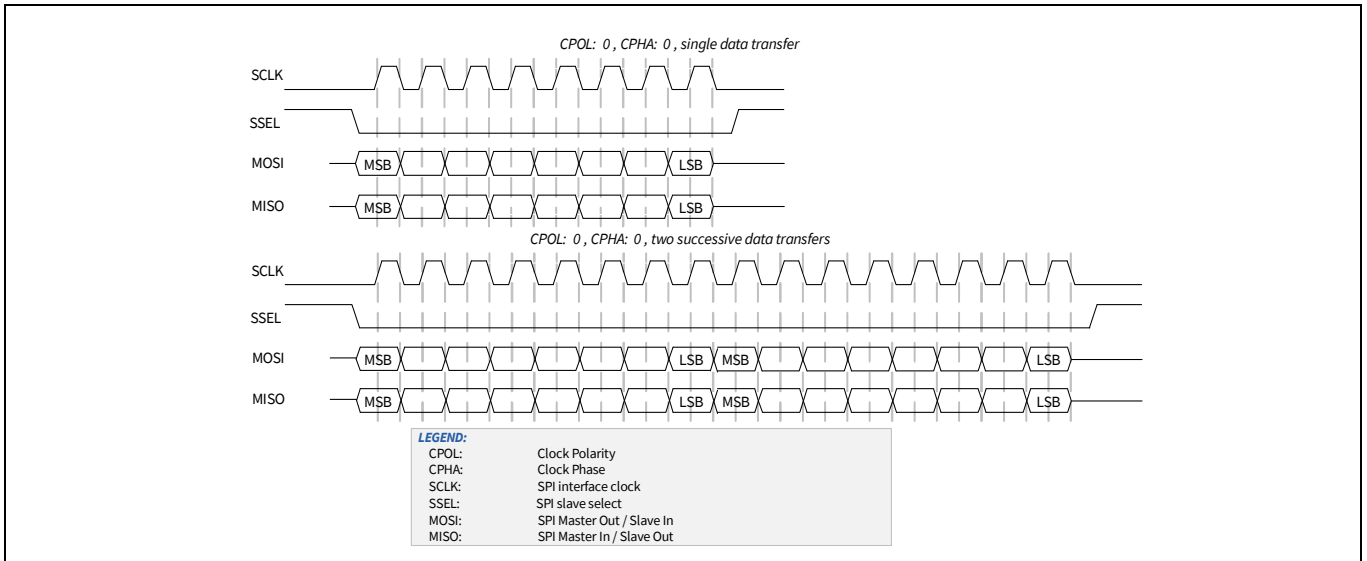 CPOL: 0 , CPHA: 0 , single data transfer
SCLK
SSEL
MOSI MSB LSB
MISO MSB LSB
CPOL: 0 , CPHA: 0 , two successive data transfers
SCLK
SSEL
MOSI MSB LSB MSB LSB
MISO MSB LSB MSB LSB
LEGEND:
CPOL: Clock Polarity
CPHA: Clock Phase
SCLK: SPI interface clock
SSEL: SPI slave select
MOSI: SPI Master Out / Slave In
MISO: SPI Master In / Slave Out